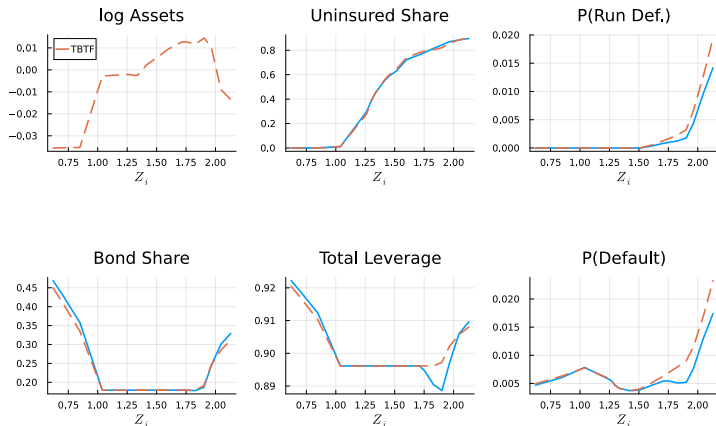 log Assets
Uninsured Share
P(Run Def.)
0.01
0.00
−0.01
−0.02
−0.03
TBTF
0.75 1.00 1.25 1.50 1.75 2.00
Z_i
0.8
0.6
0.4
0.2
0.0
0.75 1.00 1.25 1.50 1.75 2.00
Z_i
0.020
0.015
0.010
0.005
0.000
0.75 1.00 1.25 1.50 1.75 2.00
Z_i
Bond Share
Total Leverage
P(Default)
0.45
0.40
0.35
0.30
0.25
0.20
0.75 1.00 1.25 1.50 1.75 2.00
Z_i
0.92
0.91
0.90
0.89
0.75 1.00 1.25 1.50 1.75 2.00
Z_i
0.020
0.015
0.010
0.005
0.75 1.00 1.25 1.50 1.75 2.00
Z_i